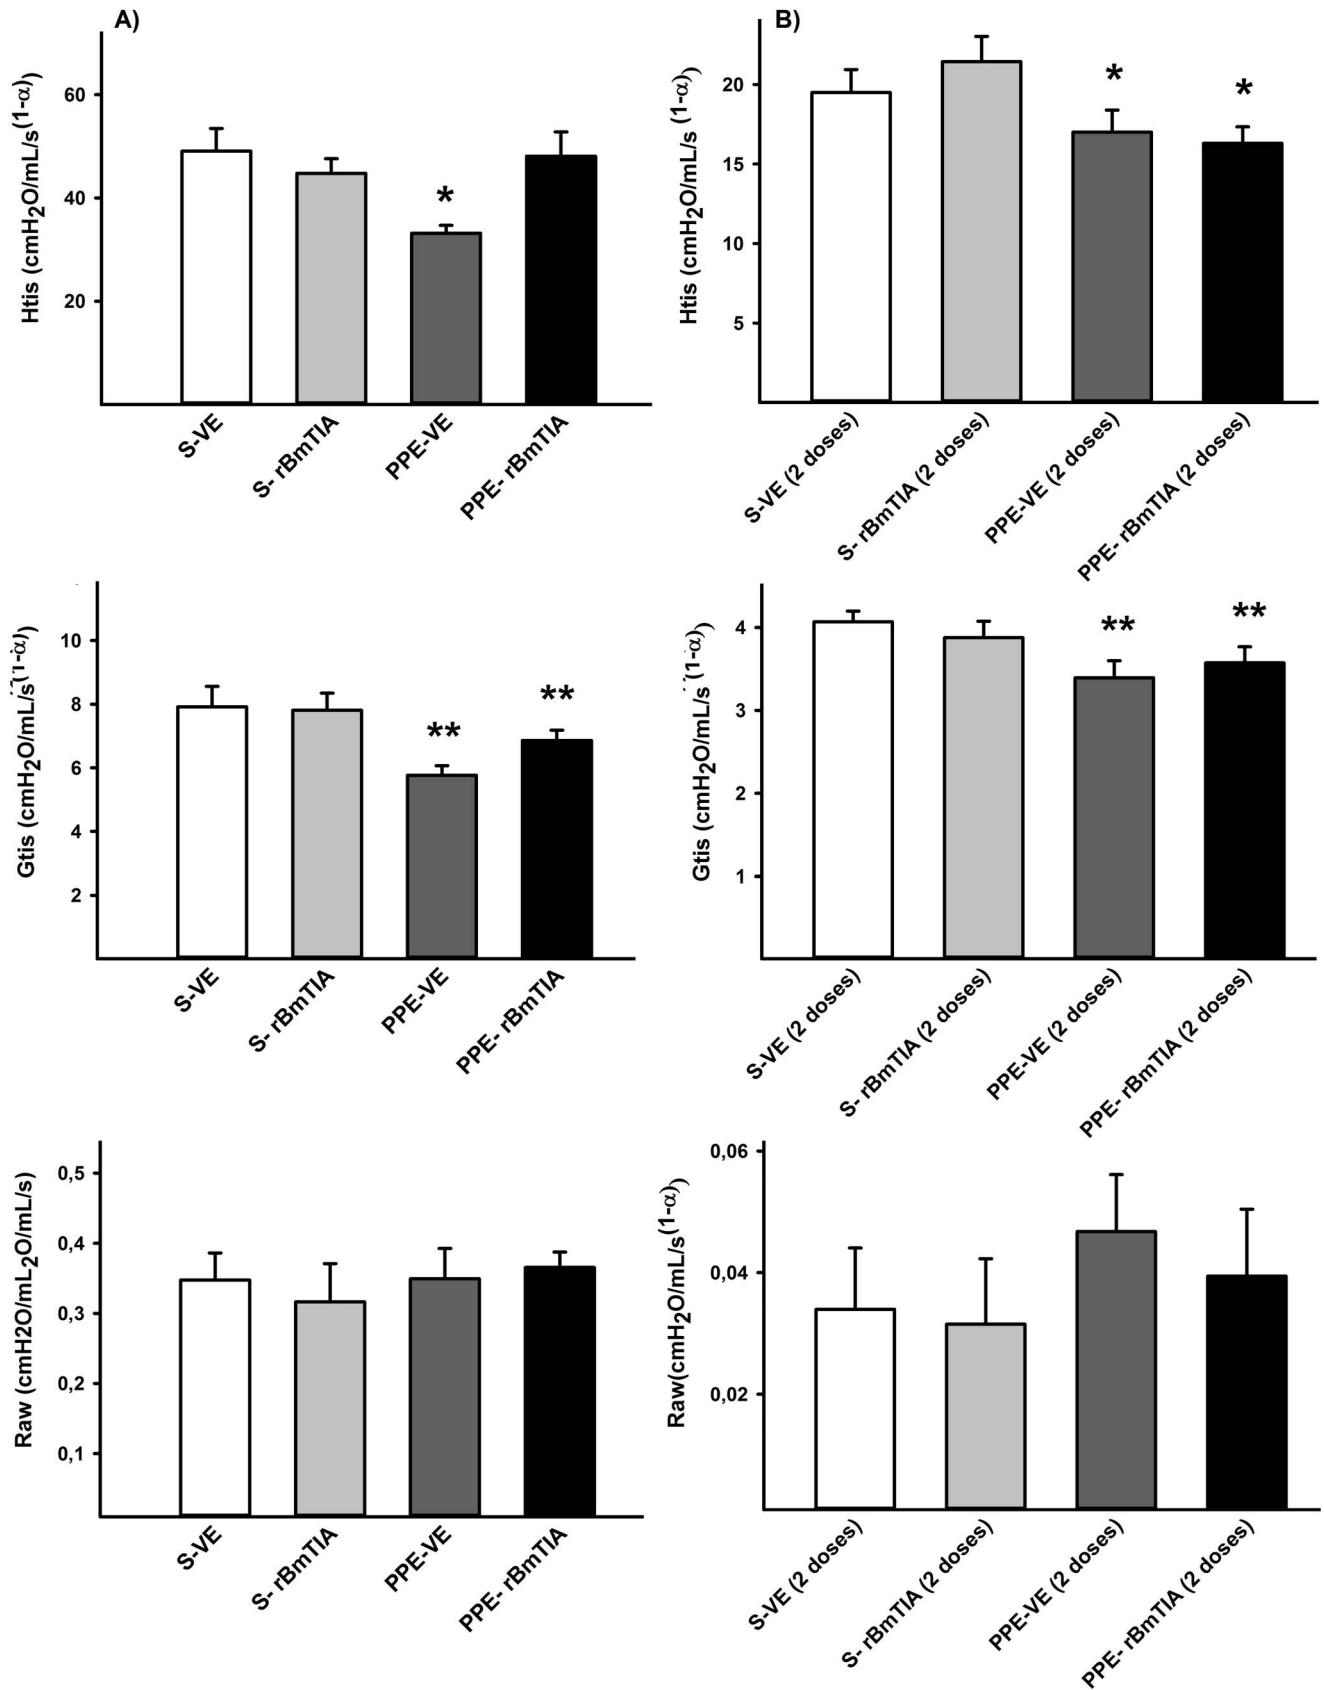 A)
Htis (cmH2O/mL/s(1-α))
60
40
20
*
S-VE
S- rBmTIA
PPE-VE
PPE- rBmTIA
B)
Htis (cmH2O/mL/s (1-α))
20
15
10
5
*
*
S-VE (2 doses)
S- rBmTIA (2 doses)
PPE-VE (2 doses)
PPE- rBmTIA (2 doses)
Gtis (cmH2O/mL/s(1-α))
10
8
6
4
2
**
**
S-VE
S- rBmTIA
PPE-VE
PPE- rBmTIA
Gtis (cmH2O/mL/s (1-α))
4
3
2
1
**
**
S-VE (2 doses)
S- rBmTIA (2 doses)
PPE-VE (2 doses)
PPE- rBmTIA (2 doses)
Raw (cmH2O/mL2O/mL/s)
0,5
0,4
0,3
0,2
0,1
S-VE
S- rBmTIA
PPE-VE
PPE- rBmTIA
Raw(cmH2O/mL/s(1-α))
0,06
0,04
0,02
S-VE (2 doses)
S- rBmTIA (2 doses)
PPE-VE (2 doses)
PPE- rBmTIA (2 doses)